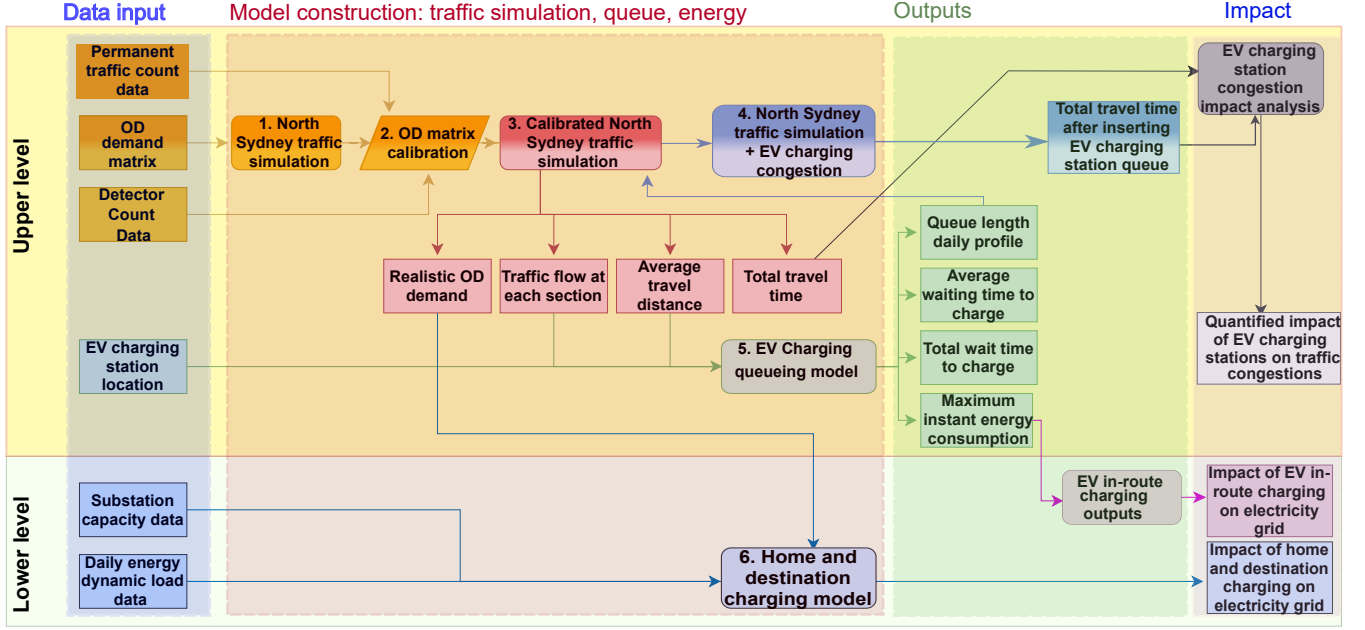 Data input
Model construction: traffic simulation, queue, energy
Outputs
Impact
Upper level
Permanent
traffic count
data
OD
demand
matrix
Detector
Count
Data
EV charging
station
location
1. North
Sydney traffic
simulation
2. OD matrix
calibration
3. Calibrated North
Sydney traffic
simulation
4. North Sydney
traffic simulation
+ EV charging
congestion
Realistic OD
demand
Traffic flow at
each section
Average
travel
distance
Total travel
time
5. EV Charging
queueing model
Total travel time
after inserting
EV charging
station queue
Queue length
daily profile
Average
waiting time to
charge
Total wait time
to charge
Maximum
instant energy
consumption
EV charging
station
congestion
impact analysis
Quantified impact
of EV charging
stations on traffic
congestions
Lower level
Substation
capacity data
Daily energy
dynamic load
data
6. Home and
destination
charging model
EV in-route
charging
outputs
Impact of EV in-
route charging
on electricity
grid
Impact of home
and destination
charging on
electricity grid